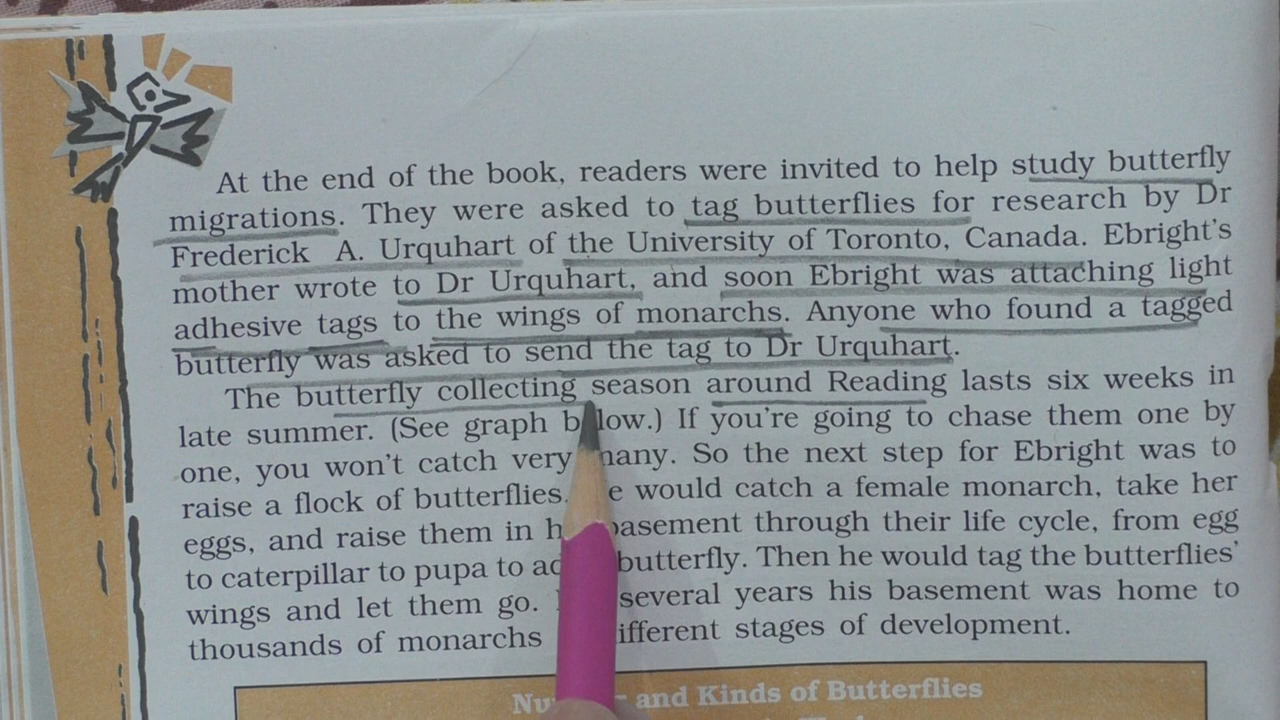 At the end of the book, readers were invited to help study butterfly
migrations. They were asked to tag butterflies for research by Dr
Frederick A. Urquhart of the University of Toronto, Canada. Ebright's
mother wrote to Dr Urquhart, and soon Ebright was attaching light
adhesive tags to the wings of monarchs. Anyone who found a tagged
butterfly was asked to send the tag to Dr Urquhart.
The butterfly collecting season around Reading lasts six weeks in
late summer. (See graph below.) If you're going to chase them one by
one, you won't catch very many. So the next step for Ebright was to
raise a flock of butterflies. would catch a female monarch, take her
eggs, and raise them in basement through their life cycle, from egg
to caterpillar to pupa to butterfly. Then he would tag the butterflies'
wings and let them go. several years his basement was home to
thousands of monarchs different stages of development.
and Kinds of Butterflies